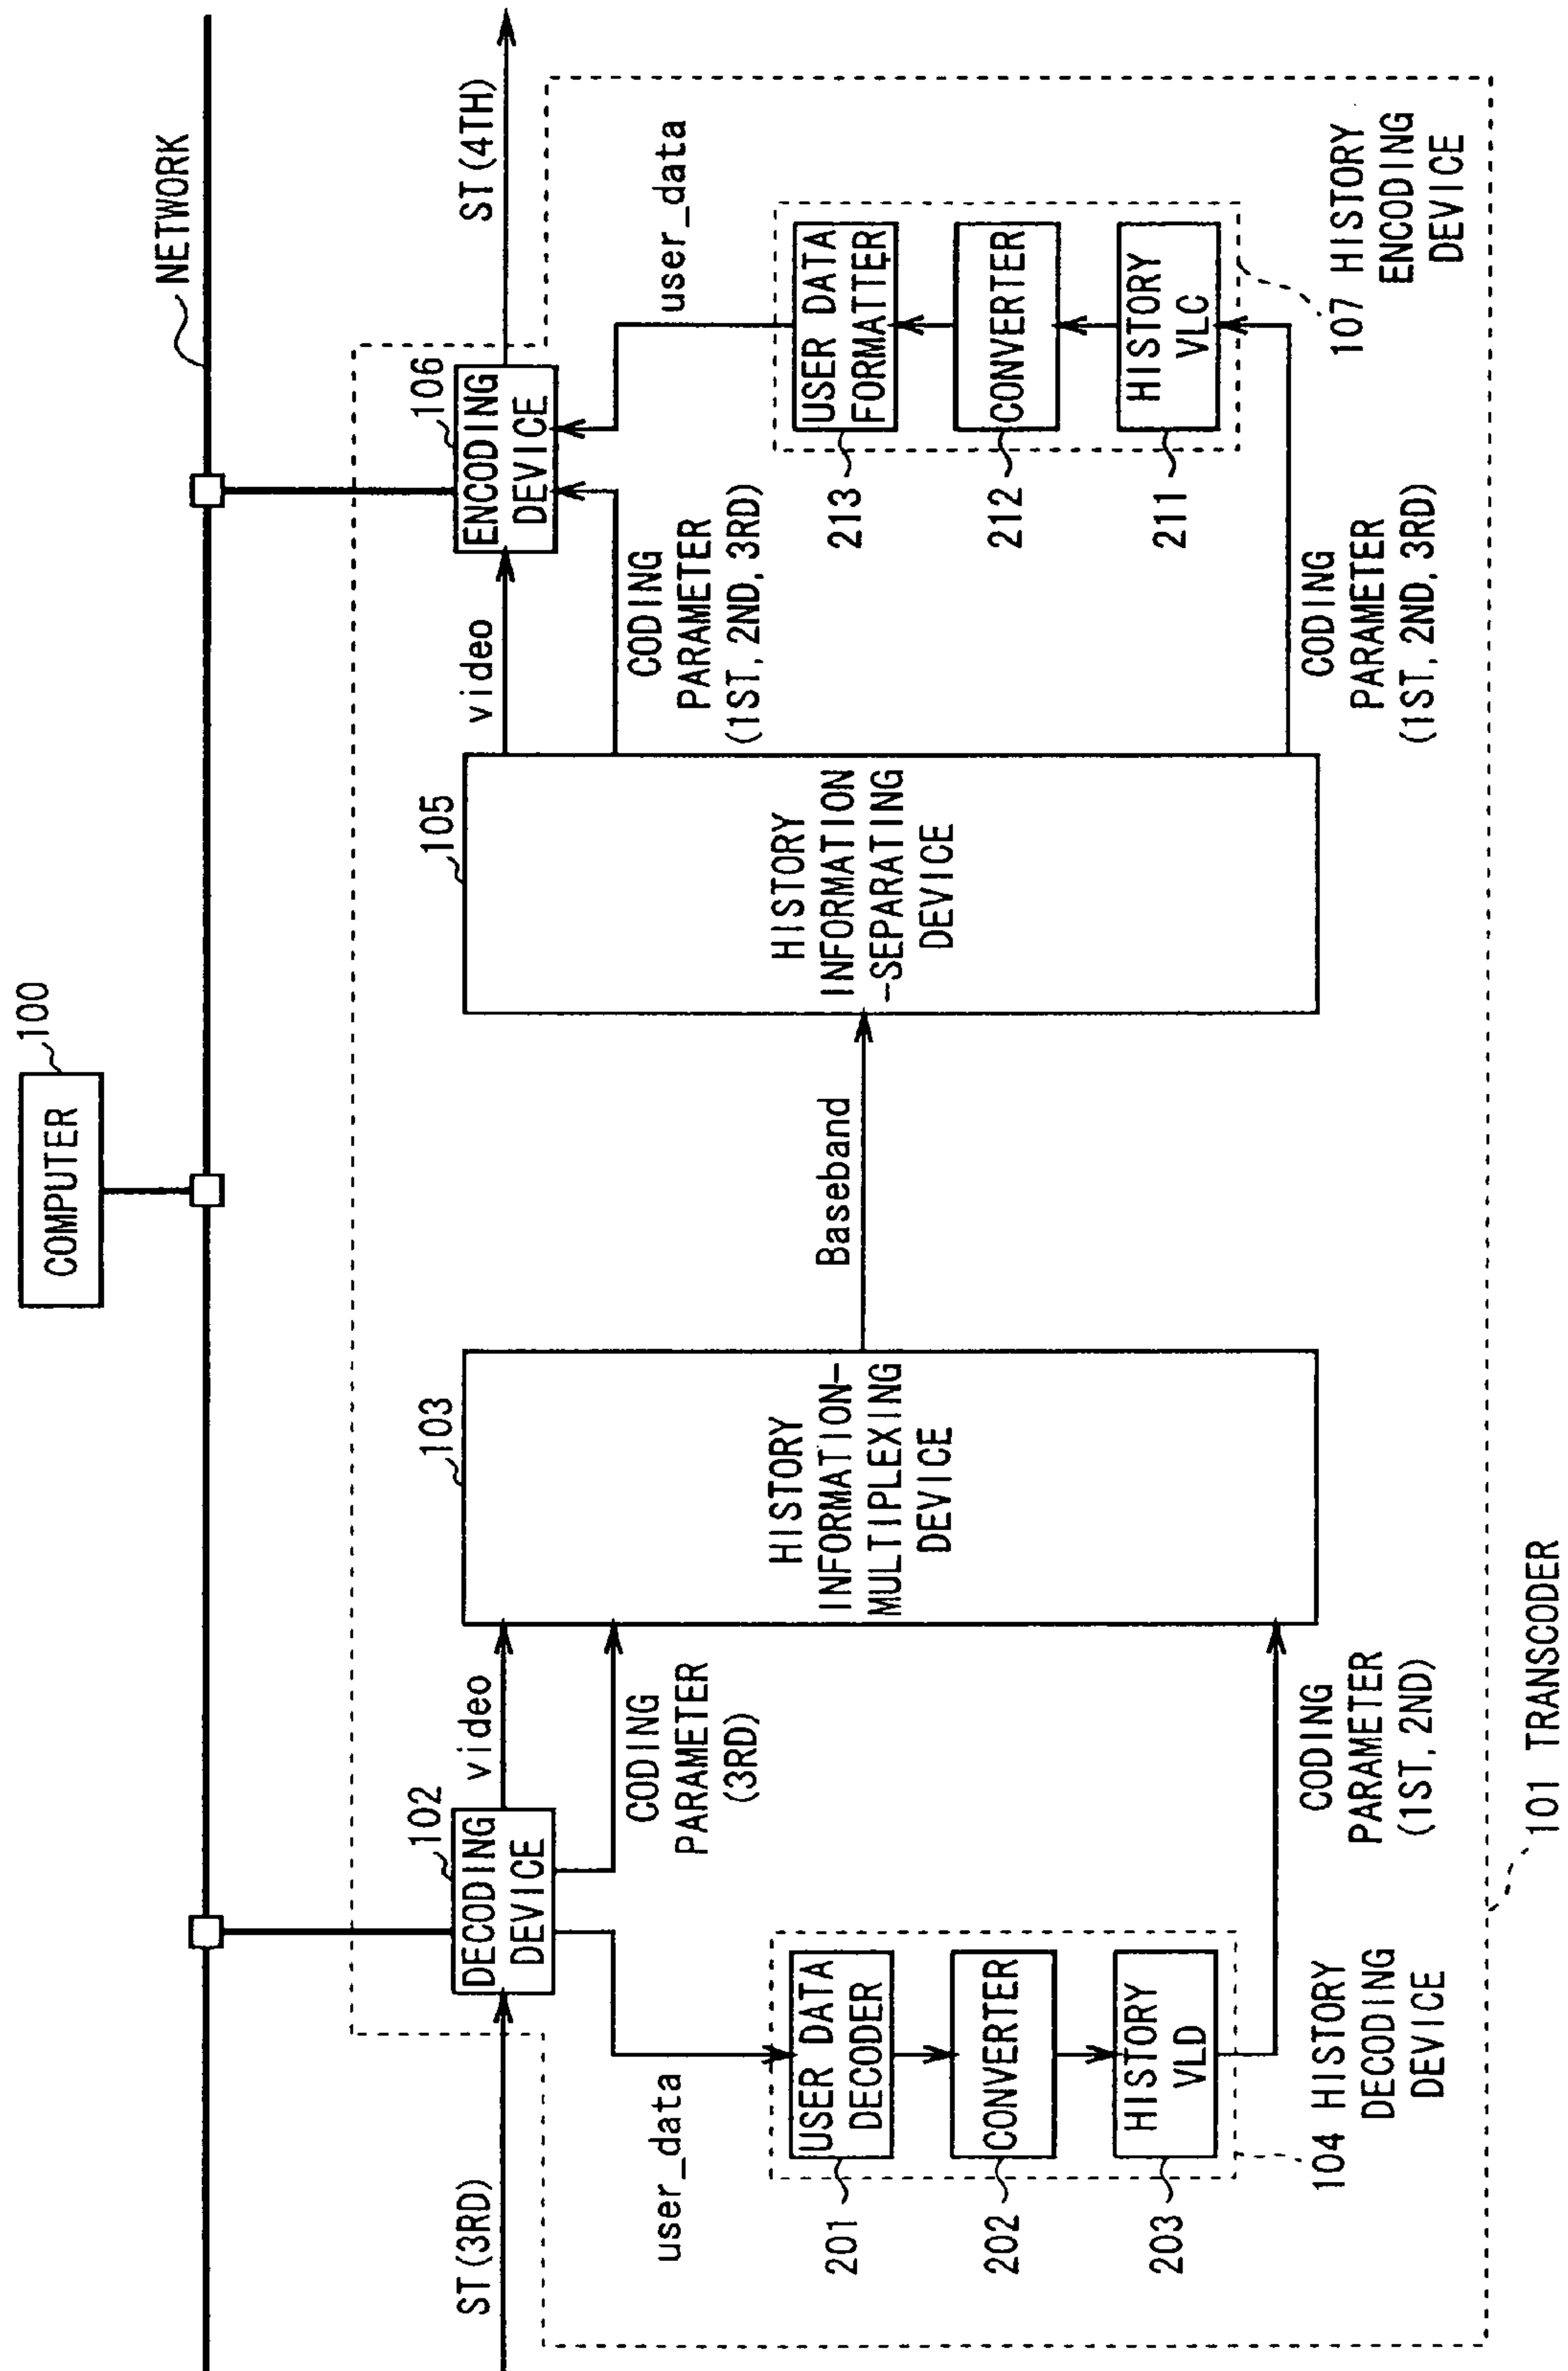 COMPUTER
100
NETWORK
ST(3RD)
DECODING
DEVICE
102
video
CODING
PARAMETER
(3RD)
user_data
USER DATA
DECODER
201
CONVERTER
202
HISTORY
VLD
203
104 HISTORY
DECODING
DEVICE
CODING
PARAMETER
(1ST, 2ND)
103
HISTORY
INFORMATION-
MULTIPLEXING
DEVICE
Baseband
105
HISTORY
INFORMATION
-SEPARATING
DEVICE
video
CODING
PARAMETER
(1ST, 2ND, 3RD)
106
ENCODING
DEVICE
ST(4TH)
user_data
USER DATA
FORMATTER
213
CONVERTER
212
HISTORY
VLC
211
107 HISTORY
ENCODING
DEVICE
CODING
PARAMETER
(1ST, 2ND, 3RD)
101 TRANSCODER